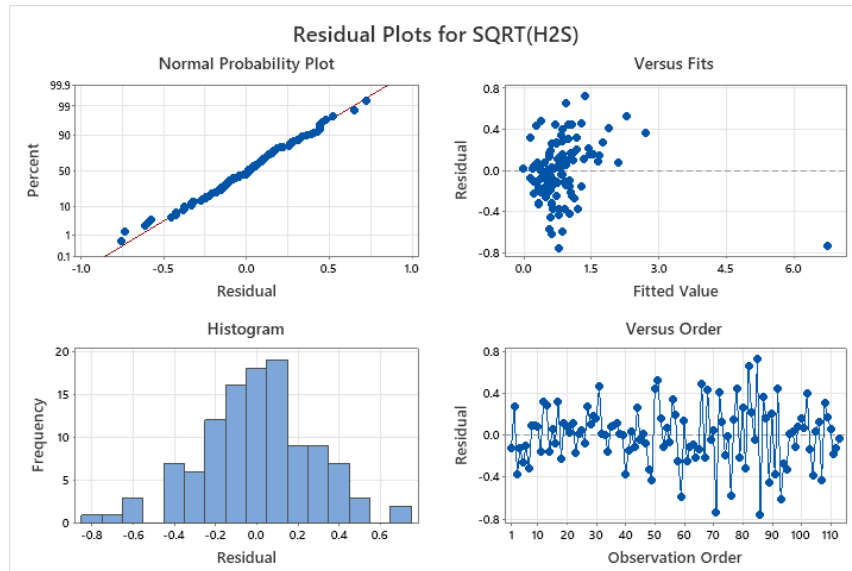 Residual Plots for SQRT(H2S)
Normal Probability Plot
99.9
99
90
50
10
1
0.1
Percent
-1.0 -0.5 0.0 0.5 1.0
Residual
Versus Fits
0.8
0.4
0.0
-0.4
-0.8
Residual
0.0 1.5 3.0 4.5 6.0
Fitted Value
Histogram
20
15
10
5
0
Frequency
-0.8 -0.6 -0.4 -0.2 0.0 0.2 0.4 0.6
Residual
Versus Order
0.8
0.4
0.0
-0.4
-0.8
Residual
1 10 20 30 40 50 60 70 80 90 100 110
Observation Order